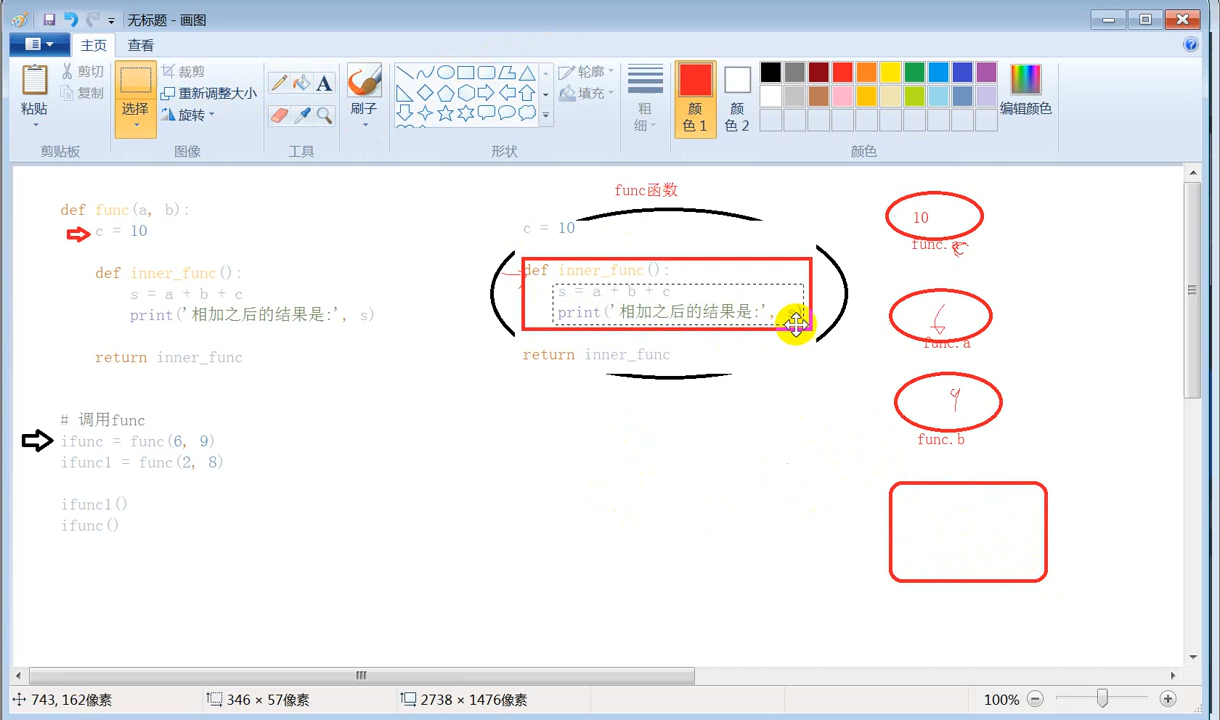 无标题 - 画图
主页 查看
粘贴 剪切 复制
选择 裁剪 重新调整大小 旋转
刷子
轮廓 填充
粗细
颜色 1 颜色 2
编辑颜色
剪贴板 图像 工具 形状 颜色
def func(a, b):
c = 10
def inner_func():
s = a + b + c
print('相加之后的结果是:', s)
return inner_func
# 调用func
ifunc = func(6, 9)
ifunc1 = func(2, 8)
ifunc1()
ifunc()
func函数
c = 10
def inner_func():
s = a + b + c
print('相加之后的结果是:',
return inner_func
10
func.
func.a
9
func.b
743, 162像素 346 × 57像素 2738 × 1476像素 100%